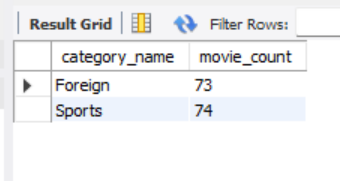 Result Grid Filter Rows:
category_name movie_count
Foreign 73
Sports 74